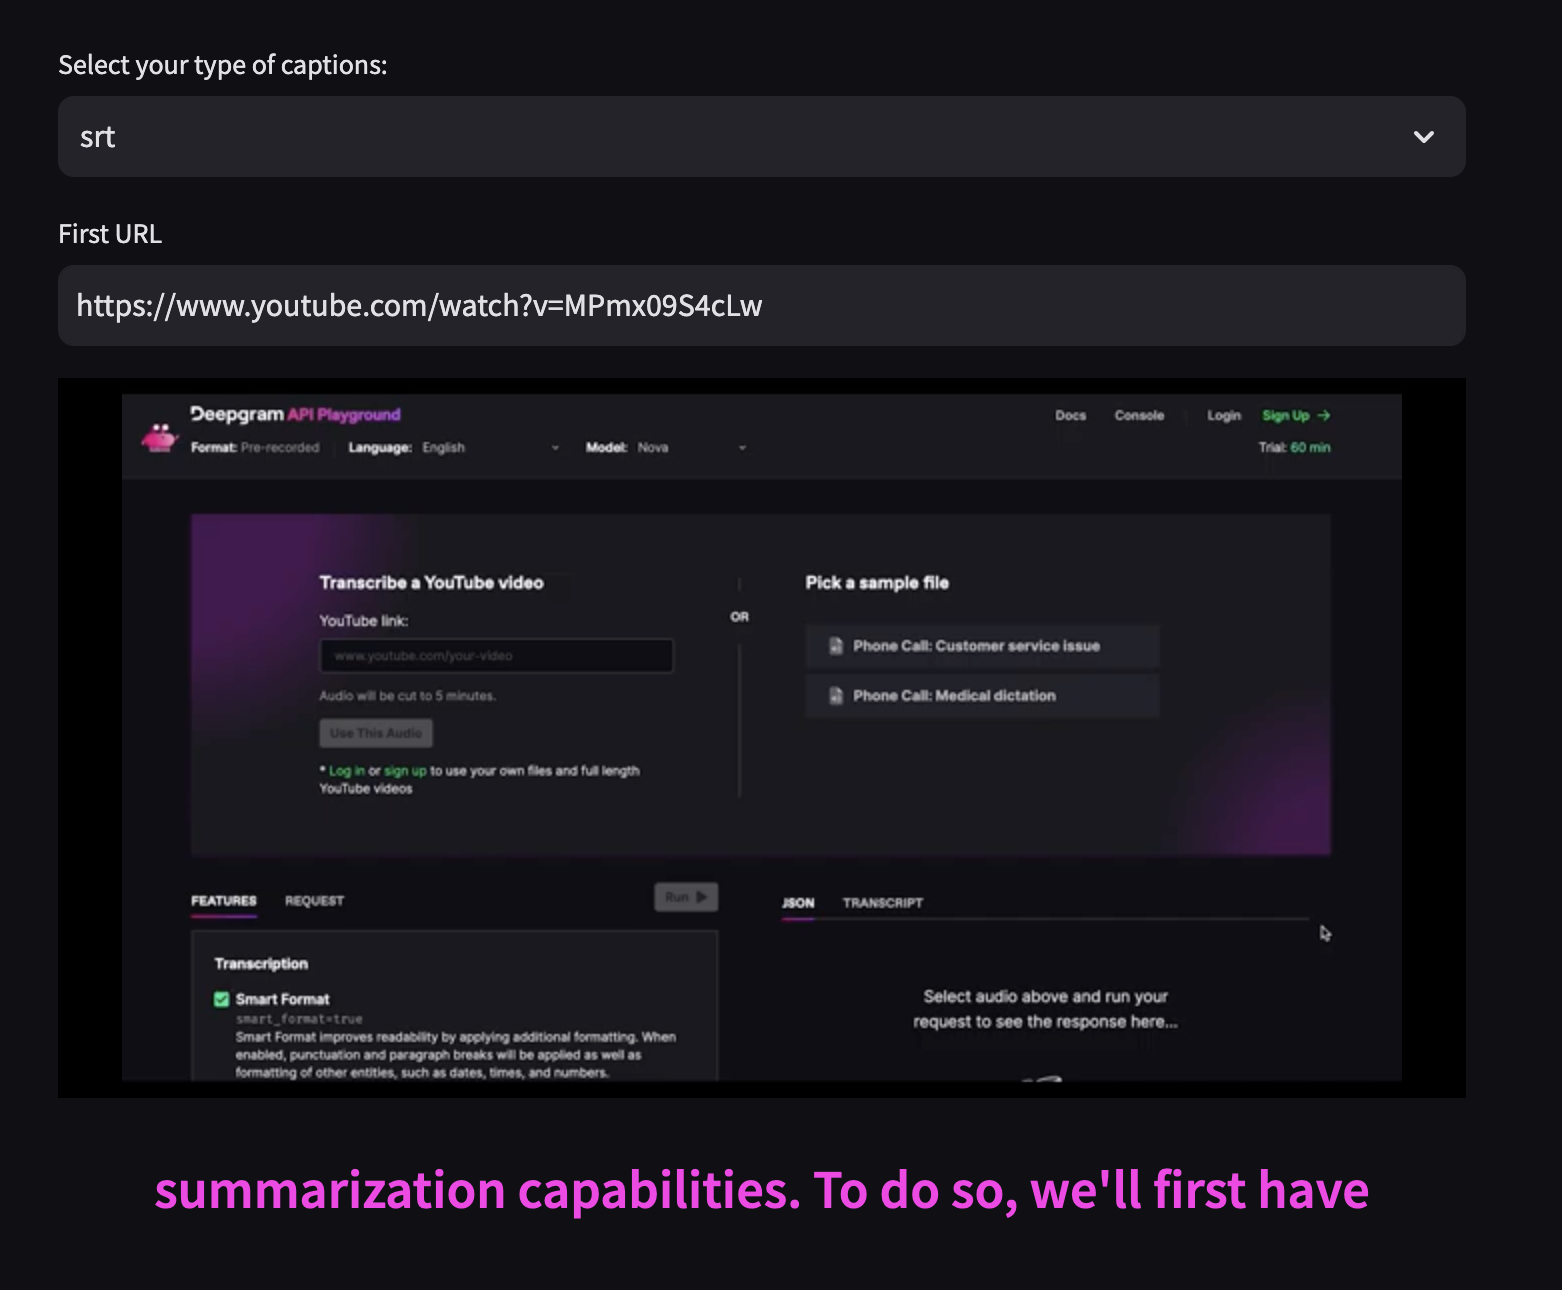 Select your type of captions:
srt
First URL
https://www.youtube.com/watch?v=MPmx09S4cLw
Deepgram API Playground
Docs Console Login Sign Up →
Format: Pre-recorded Language: English Model: Nova
Trial: 60 min
Transcribe a YouTube video
YouTube link:
www.youtube.com/your-video
Audio will be cut to 5 minutes.
Use This Audio
* Log in or sign up to use your own files and full length
YouTube videos
OR
Pick a sample file
Phone Call: Customer service issue
Phone Call: Medical dictation
FEATURES REQUEST
Run
Transcription
Smart Format
smart_format=true
Smart Format improves readability by applying additional formatting. When
enabled, punctuation and paragraph breaks will be applied as well as
formatting of other entities, such as dates, times, and numbers.
JSON TRANSCRIPT
Select audio above and run your
request to see the response here...
summarization capabilities. To do so, we'll first have